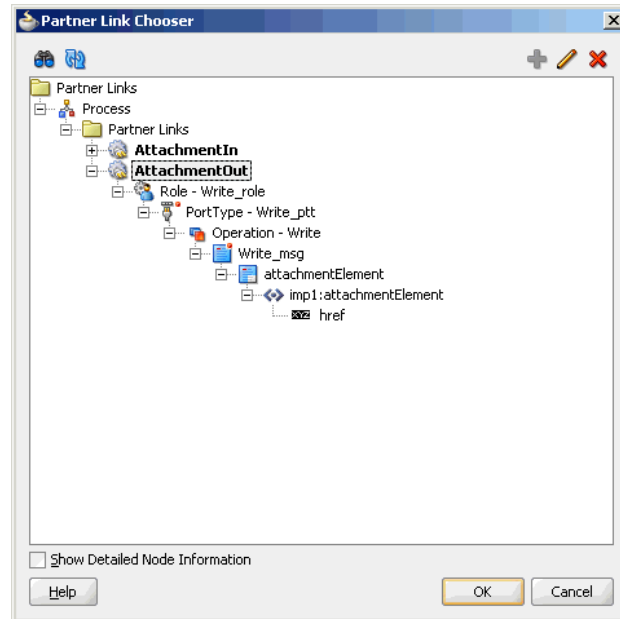 Partner Link Chooser
Partner Links
Process
Partner Links
AttachmentIn
AttachmentOut
Role - Write_role
PortType - Write_ptt
Operation - Write
Write_msg
attachmentElement
imp1:attachmentElement
XYZ href
Show Detailed Node Information
Help OK Cancel